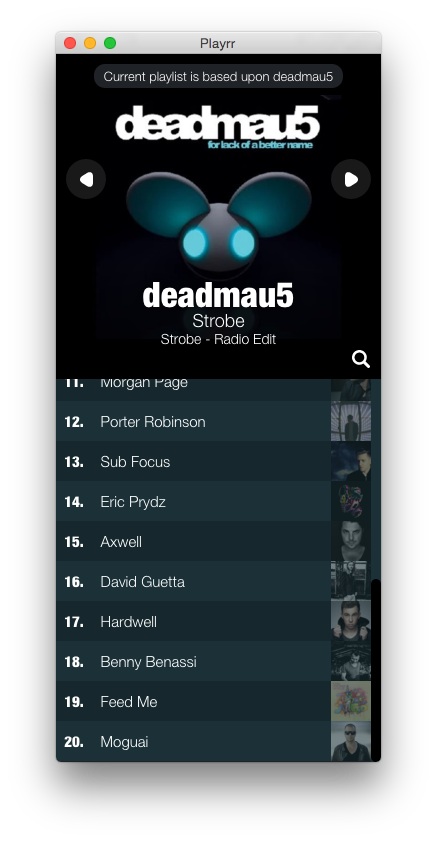 Playrr
Current playlist is based upon deadmau5
deadmau5
for lack of a better name
deadmau5
Strobe
Strobe - Radio Edit
11. Morgan Page
12. Porter Robinson
13. Sub Focus
14. Eric Prydz
15. Axwell
16. David Guetta
17. Hardwell
18. Benny Benassi
19. Feed Me
20. Moguai